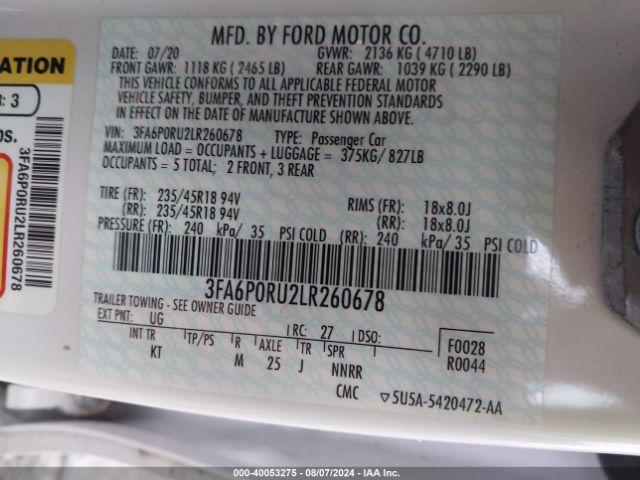 MFD. BY FORD MOTOR CO.
DATE: 07/20 GVWR: 2136 KG ( 4710 LB)
FRONT GAWR: 1118 KG ( 2465 LB) REAR GAWR: 1039 KG ( 2290 LB)
THIS VEHICLE CONFORMS TO ALL APPLICABLE FEDERAL MOTOR
VEHICLE SAFETY, BUMPER, AND THEFT PREVENTION STANDARDS
IN EFFECT ON THE DATE OF MANUFACTURE SHOWN ABOVE.
VIN: 3FA6P0RU2LR260678 TYPE: Passenger Car
MAXIMUM LOAD = OCCUPANTS + LUGGAGE = 375KG/ 827LB
OCCUPANTS = 5 TOTAL; 2 FRONT, 3 REAR
TIRE (FR): 235/45R18 94V RIMS (FR): 18x8.0J
(RR): 235/45R18 94V (RR): 18x8.0J
PRESSURE (FR): 240 kPa/ 35 PSI COLD (RR): 240 kPa/ 35 PSI COLD
3FA6P0RU2LR260678
TRAILER TOWING - SEE OWNER GUIDE
EXT PNT: UG RC: 27 DSO: F0028
INT TR TP/PS R AXLE TR SPR R0044
KT M 25 J NNRR
CMC ▽5U5A-5420472-AA
ATION
R: 3
OS.
3FA6P0RU2LR260678
000-40053275 - 08/07/2024 - IAA Inc.